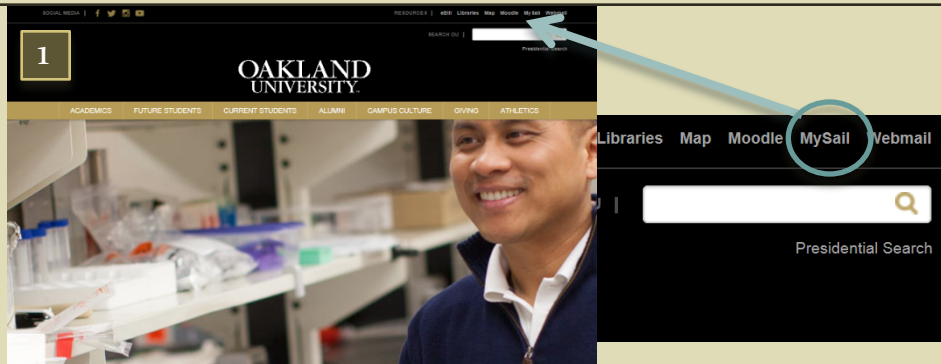 SOCIAL MEDIA |
RESOURCES | eBill Libraries Map Moodle MySail Webmail
SEARCH OU |
Presidential Search
1
OAKLAND
UNIVERSITY
ACADEMICS FUTURE STUDENTS CURRENT STUDENTS ALUMNI CAMPUS CULTURE GIVING ATHLETICS
Libraries Map Moodle MySail Webmail
|
Presidential Search